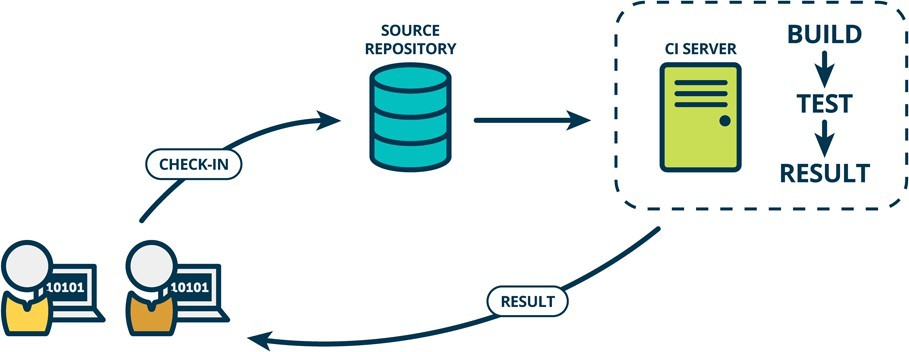 SOURCE
REPOSITORY
CI SERVER
BUILD
TEST
RESULT
CHECK-IN
10101
10101
RESULT